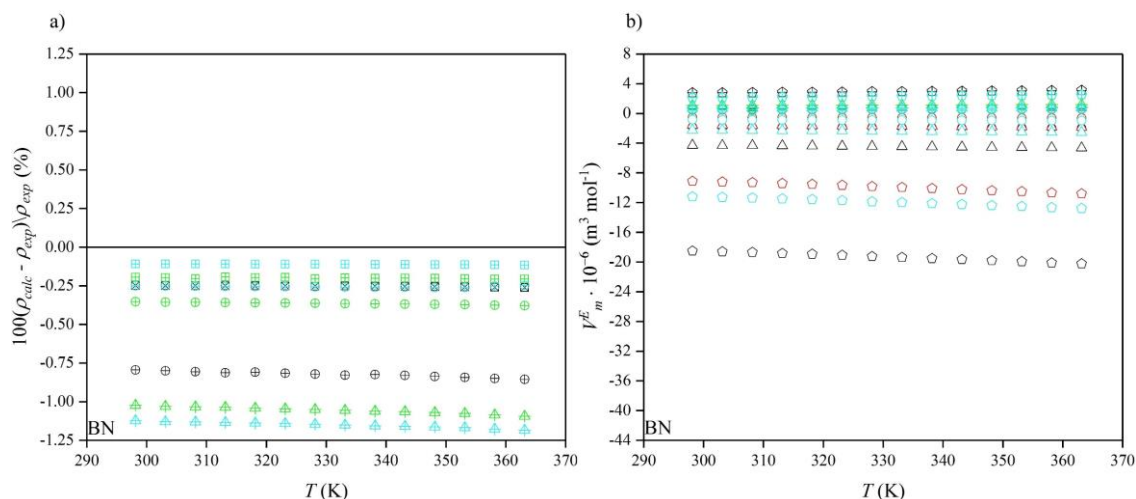 a)
100(ρcalc - ρexp)\ρexp (%)
1.25
1.00
0.75
0.50
0.25
0.00
-0.25
-0.50
-0.75
-1.00
-1.25
BN
290 300 310 320 330 340 350 360 370
T (K)
b)
V^E_m · 10^-6 (m^3 mol^-1)
8
4
0
-4
-8
-12
-16
-20
-24
-28
-32
-36
-40
-44
BN
290 300 310 320 330 340 350 360 370
T (K)